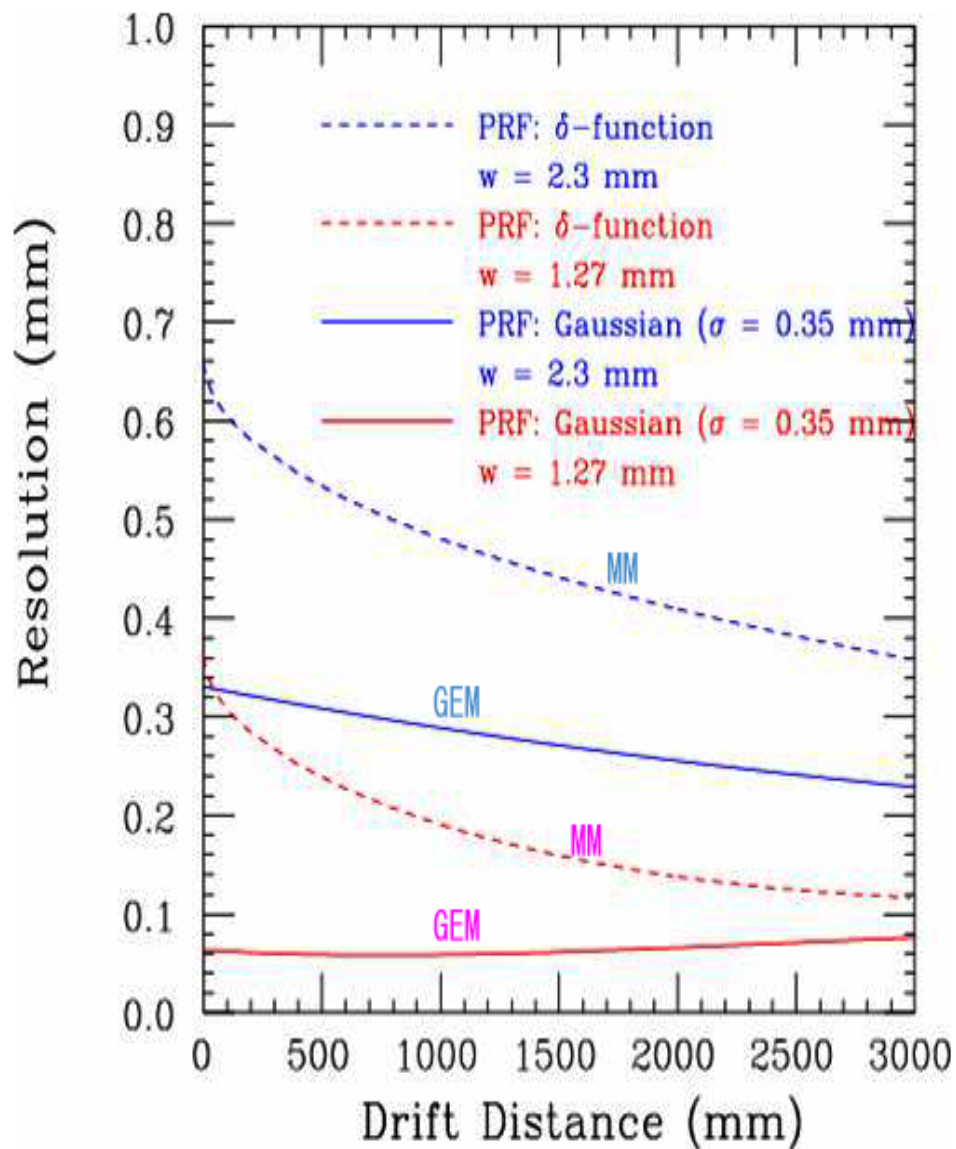 1.0
0.9
0.8
0.7
0.6
0.5
0.4
0.3
0.2
0.1
0.0
Resolution (mm)
PRF: δ-function
w = 2.3 mm
PRF: δ-function
w = 1.27 mm
PRF: Gaussian (σ = 0.35 mm)
w = 2.3 mm
PRF: Gaussian (σ = 0.35 mm)
w = 1.27 mm
MM
GEM
MM
GEM
0 500 1000 1500 2000 2500 3000
Drift Distance (mm)